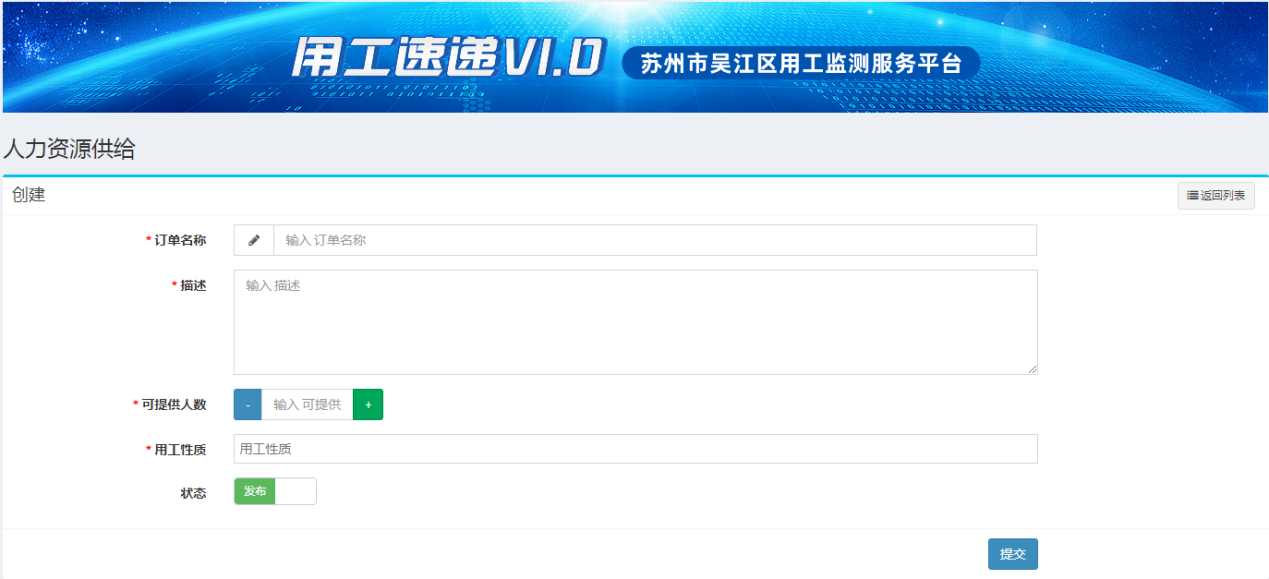 用工速递V1.0 苏州市吴江区用工监测服务平台
人力资源供给
创建 返回列表
* 订单名称 输入 订单名称
* 描述 输入 描述
* 可提供人数 - 输入 可提供 +
* 用工性质 用工性质
状态 发布
提交